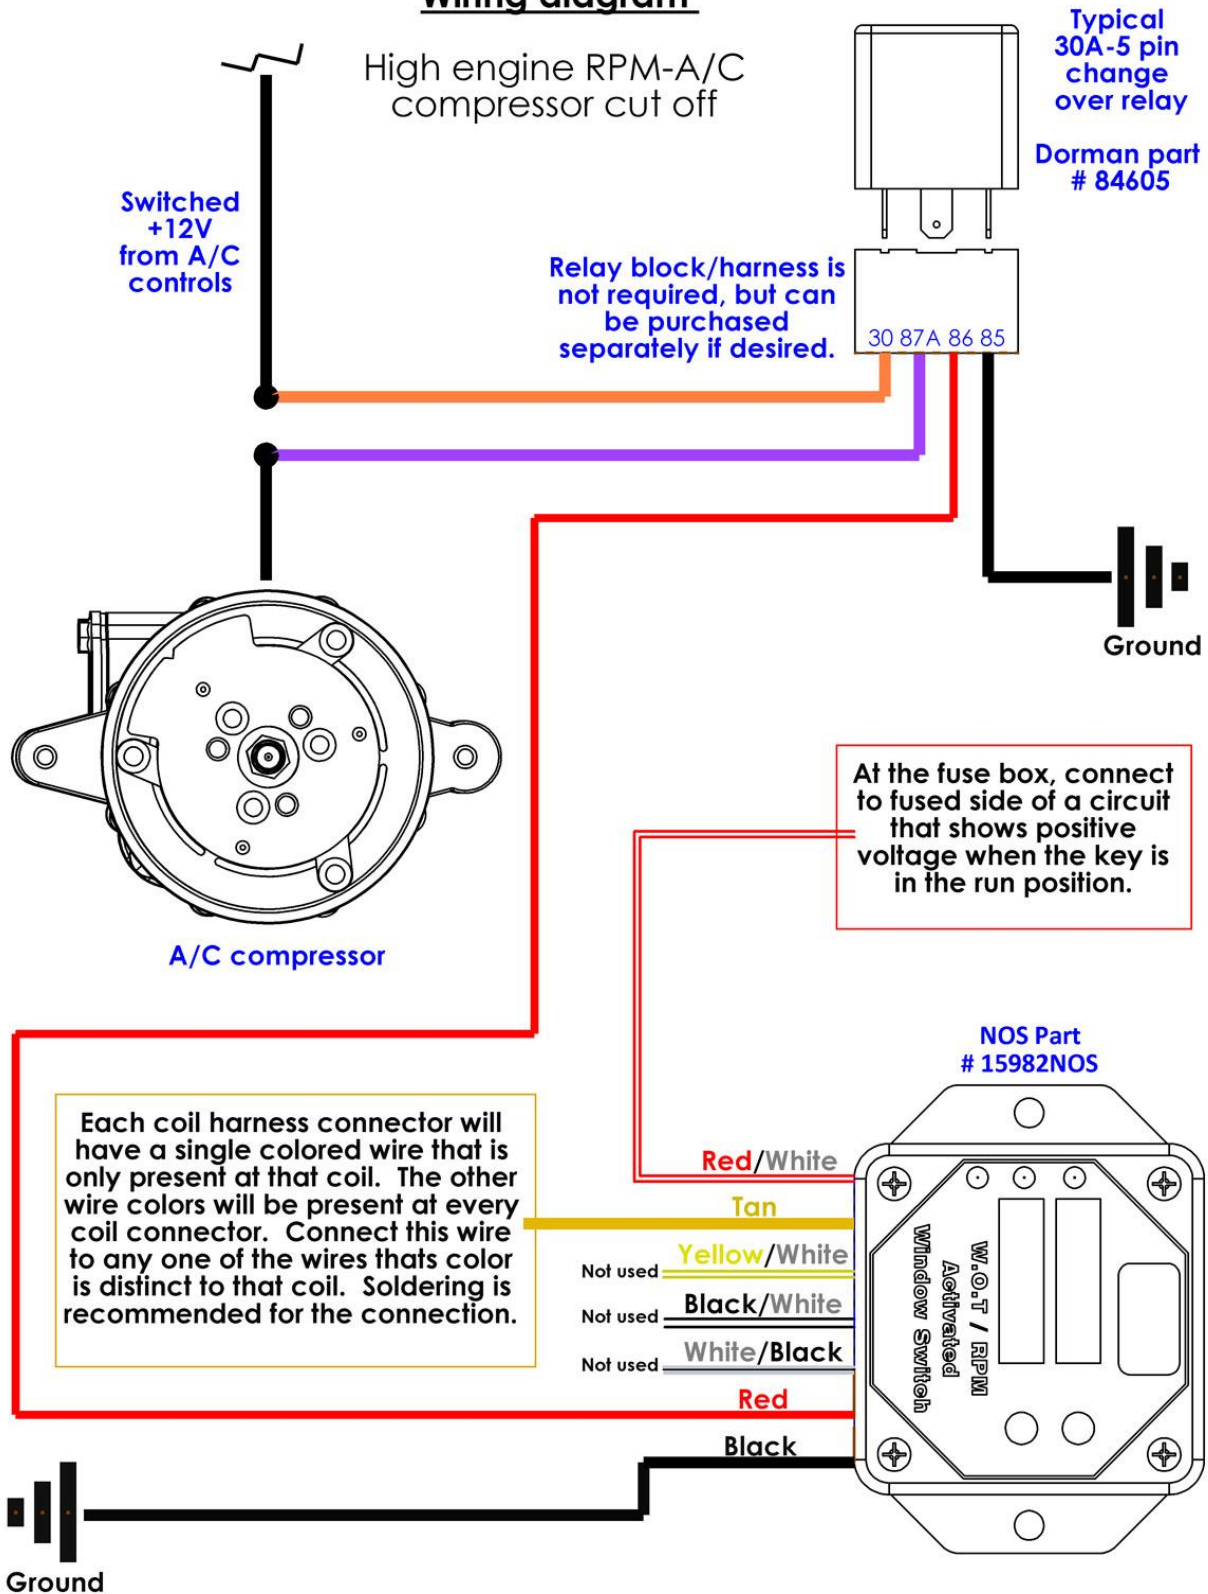 Wiring diagram
High engine RPM-A/C
compressor cut off
Typical
30A-5 pin
change
over relay
Dorman part
# 84605
Switched
+12V
from A/C
controls
Relay block/harness is
not required, but can
be purchased
separately if desired.
30 87A 86 85
Ground
At the fuse box, connect
to fused side of a circuit
that shows positive
voltage when the key is
in the run position.
A/C compressor
NOS Part
# 15982NOS
Each coil harness connector will
have a single colored wire that is
only present at that coil. The other
wire colors will be present at every
coil connector. Connect this wire
to any one of the wires thats color
is distinct to that coil. Soldering is
recommended for the connection.
Red/White
Tan
Yellow/White
Not used
Black/White
Not used
White/Black
Not used
Red
Black
W.O.T / RPM
Activated
Window Switch
Ground